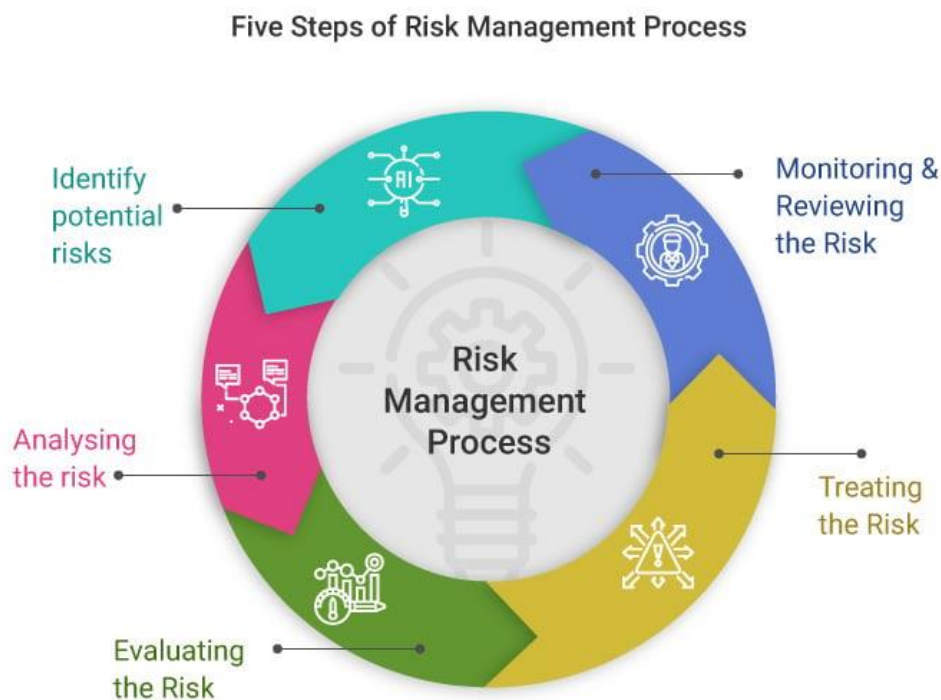 Five Steps of Risk Management Process
Identify
potential
risks
Monitoring &
Reviewing
the Risk
AI
Risk
Management
Process
Analysing
the risk
Treating
the Risk
Evaluating
the Risk